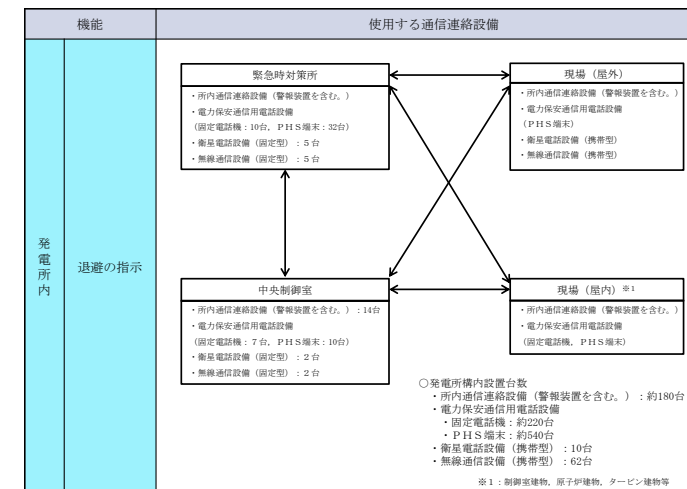 機能
使用する通信連絡設備
発電所内
退避の指示
緊急時対策所
・所内通信連絡設備（警報装置を含む。）
・電力保安通信用電話設備
（固定電話機：10台，ＰＨＳ端末：32台）
・衛星電話設備（固定型）：５台
・無線通信設備（固定型）：５台
現場（屋外）
・所内通信連絡設備（警報装置を含む。）
・電力保安通信用電話設備
（ＰＨＳ端末）
・衛星電話設備（携帯型）
・無線通信設備（携帯型）
中央制御室
・所内通信連絡設備（警報装置を含む。）：14台
・電力保安通信用電話設備
（固定電話機：７台，ＰＨＳ端末：10台）
・衛星電話設備（固定型）：２台
・無線通信設備（固定型）：２台
現場（屋内）※1
・所内通信連絡設備（警報装置を含む。）
・電力保安通信用電話設備
（固定電話機，ＰＨＳ端末）
○発電所構内設置台数
・所内通信連絡設備（警報装置を含む。）：約180台
・電力保安通信用電話設備
・固定電話機：約220台
・ＰＨＳ端末：約540台
・衛星電話設備（携帯型）：10台
・無線通信設備（携帯型）：62台
※１：制御室建物，原子炉建物，タービン建物等